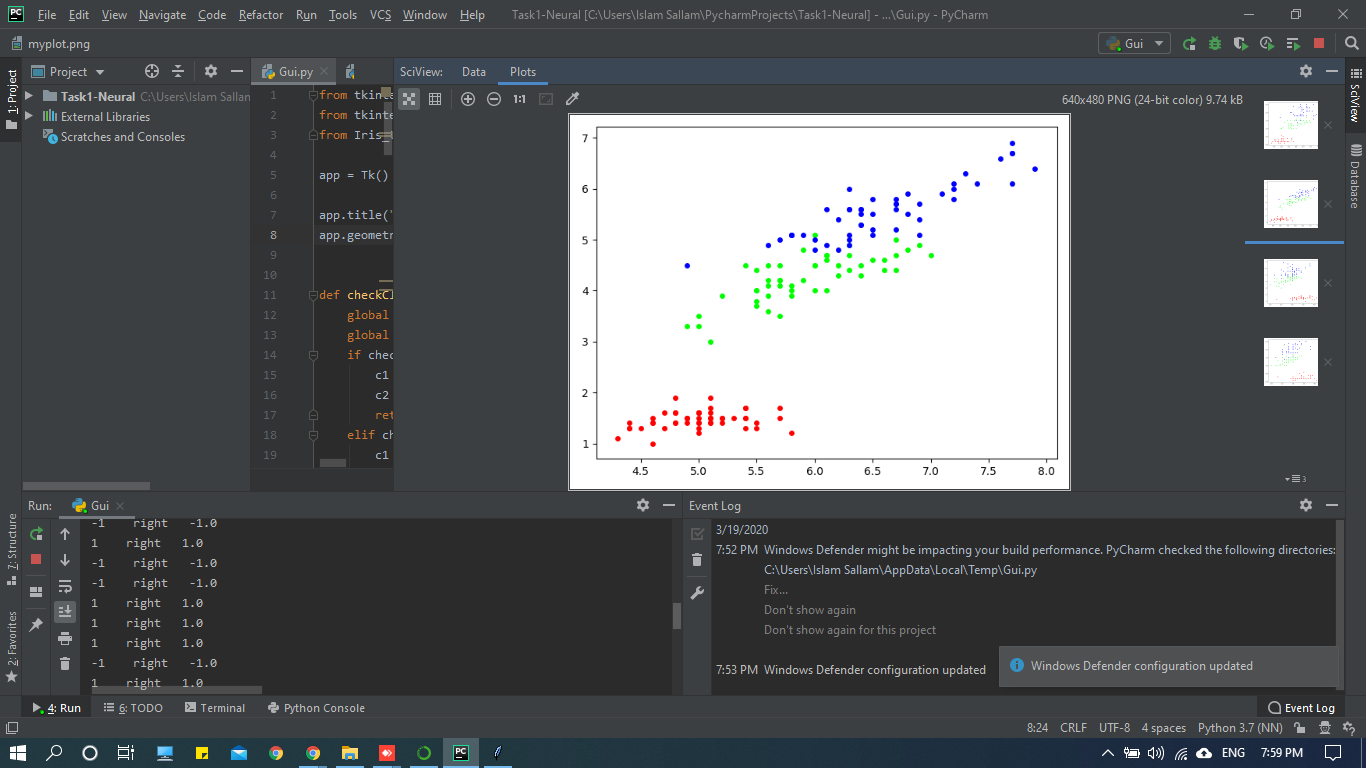 File Edit View Navigate Code Refactor Run Tools VCS Window Help Task1-Neural [C:\Users\Islam Sallam\PycharmProjects\Task1-Neural] - ...\Gui.py - PyCharm
myplot.png
Gui
1: Project
Project
Task1-Neural C:\Users\Islam Sallam
External Libraries
Scratches and Consoles
Gui.py
1 from tkinte
2 from tkinte
3 from Iris_
4
5 app = Tk()
6
7 app.title(
8 app.geometr
9
10
11 def checkCl
12 global
13 global
14 if chec
15 c1
16 c2
17 ret
18 elif ch
19 c1
SciView: Data Plots
1:1
640x480 PNG (24-bit color) 9.74 kB
7
6
5
4
3
2
1
4.5 5.0 5.5 6.0 6.5 7.0 7.5 8.0
3
SciView
Database
7: Structure
2: Favorites
Run: Gui
-1 right -1.0
1 right 1.0
-1 right -1.0
-1 right -1.0
1 right 1.0
1 right 1.0
1 right 1.0
-1 right -1.0
1 right 1.0
Event Log
3/19/2020
7:52 PM Windows Defender might be impacting your build performance. PyCharm checked the following directories:
C:\Users\Islam Sallam\AppData\Local\Temp\Gui.py
Fix...
Don't show again
Don't show again for this project
7:53 PM Windows Defender configuration updated
Windows Defender configuration updated
4: Run 6: TODO Terminal Python Console Event Log
8:24 CRLF UTF-8 4 spaces Python 3.7 (NN)
PC
ENG 7:59 PM